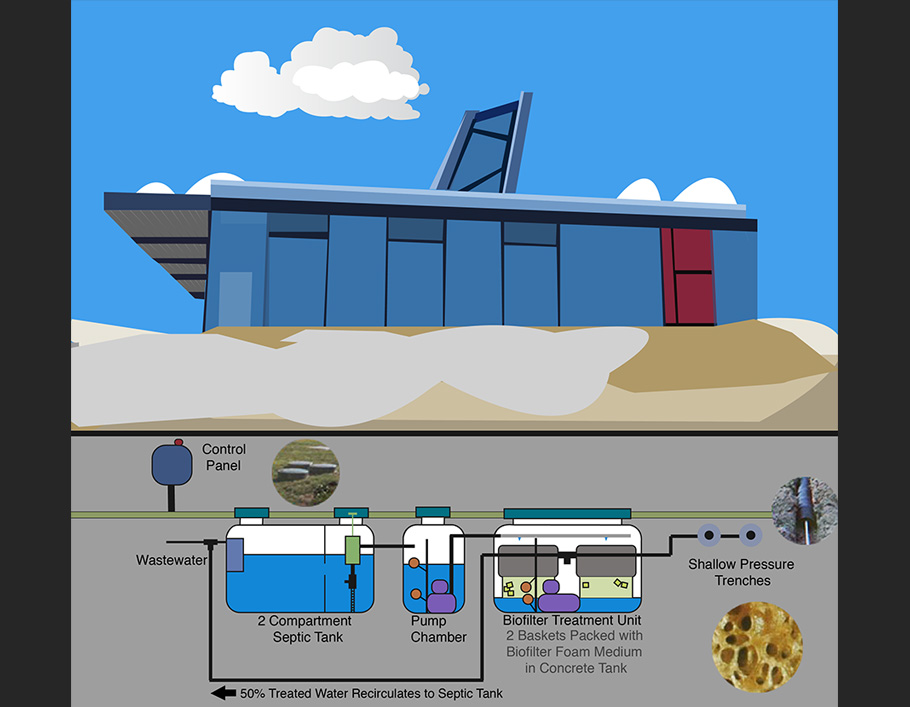 Control
Panel
Wastewater
2 Compartment
Septic Tank
Pump
Chamber
Biofilter Treatment Unit
2 Baskets Packed with
Biofilter Foam Medium
in Concrete Tank
Shallow Pressure
Trenches
50% Treated Water Recirculates to Septic Tank